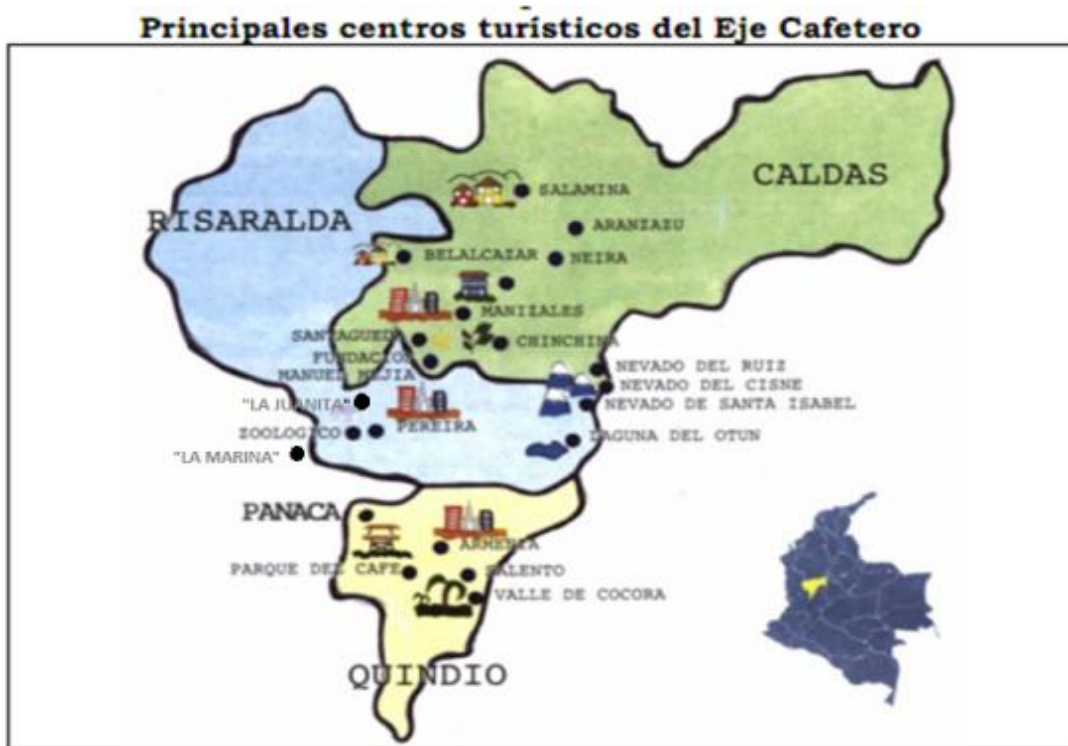 Principales centros turísticos del Eje Cafetero
CALDAS
SALAMINA
RISARALDA
ARANZAZU
BELALCAZAR
NEIRA
MANIZALES
SANTAGUEDA
CHINCHINA
FUNDACION
MANUEL MEJIA
NEVADO DEL RUIZ
NEVADO DEL CISNE
"LA JUANITA"
NEVADO DE SANTA ISABEL
ZOOLOGICO
PEREIRA
LAGUNA DEL OTUN
"LA MARINA"
PANACA
ARMENIA
PARQUE DEL CAFE
SALENTO
VALLE DE COCORA
QUINDIO